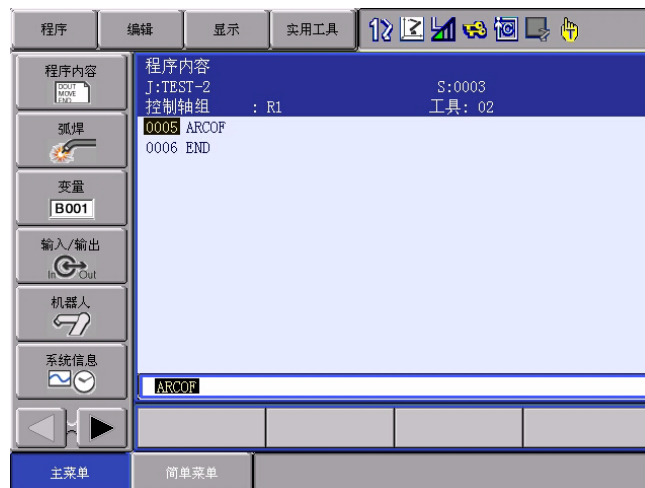 程序 编辑 显示 实用工具
程序内容
DOUT
MOVE
END
弧焊
变量
B001
输入/输出
In Out
机器人
系统信息
程序内容
J:TEST-2 S:0003
控制轴组 : R1 工具: 02
0005 ARCOF
0006 END
ARCOF
主菜单 简单菜单